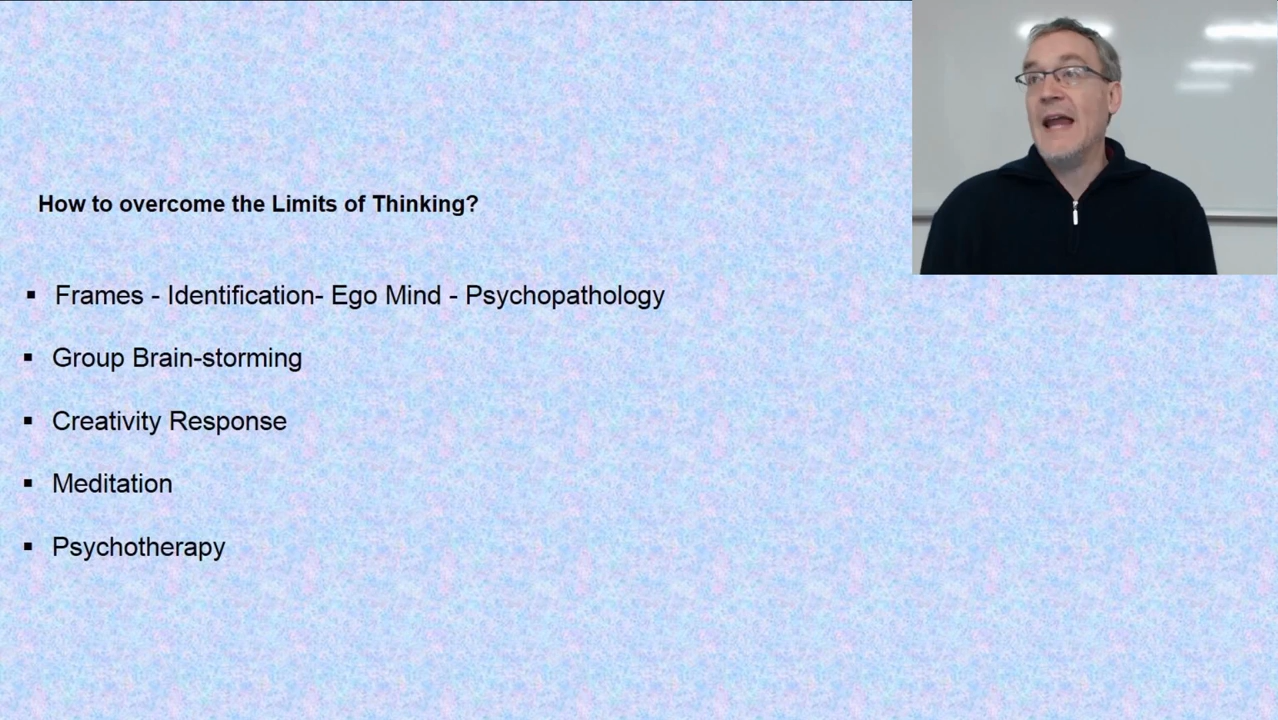 How to overcome the Limits of Thinking?
▪ Frames - Identification- Ego Mind - Psychopathology
▪ Group Brain-storming
▪ Creativity Response
▪ Meditation
▪ Psychotherapy